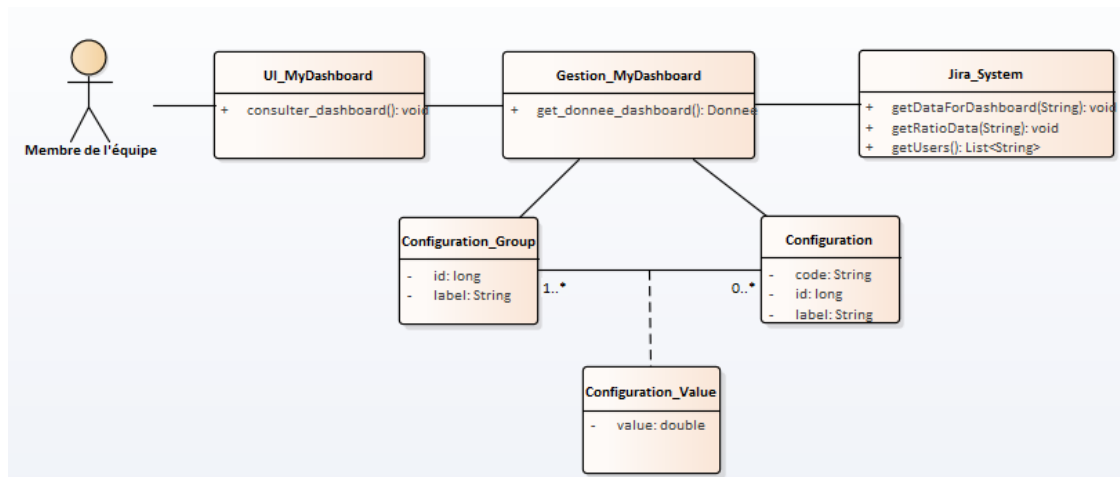 UI_MyDashboard
+ consulter_dashboard(): void
Gestion_MyDashboard
+ get_donnee_dashboard(): Donnee
Jira_System
+ getDataForDashboard(String): void
+ getRatioData(String): void
+ getUsers(): List<String>
Membre de l'équipe
Configuration_Group
- id: long
- label: String
1..*
0..*
Configuration
- code: String
- id: long
- label: String
Configuration_Value
- value: double